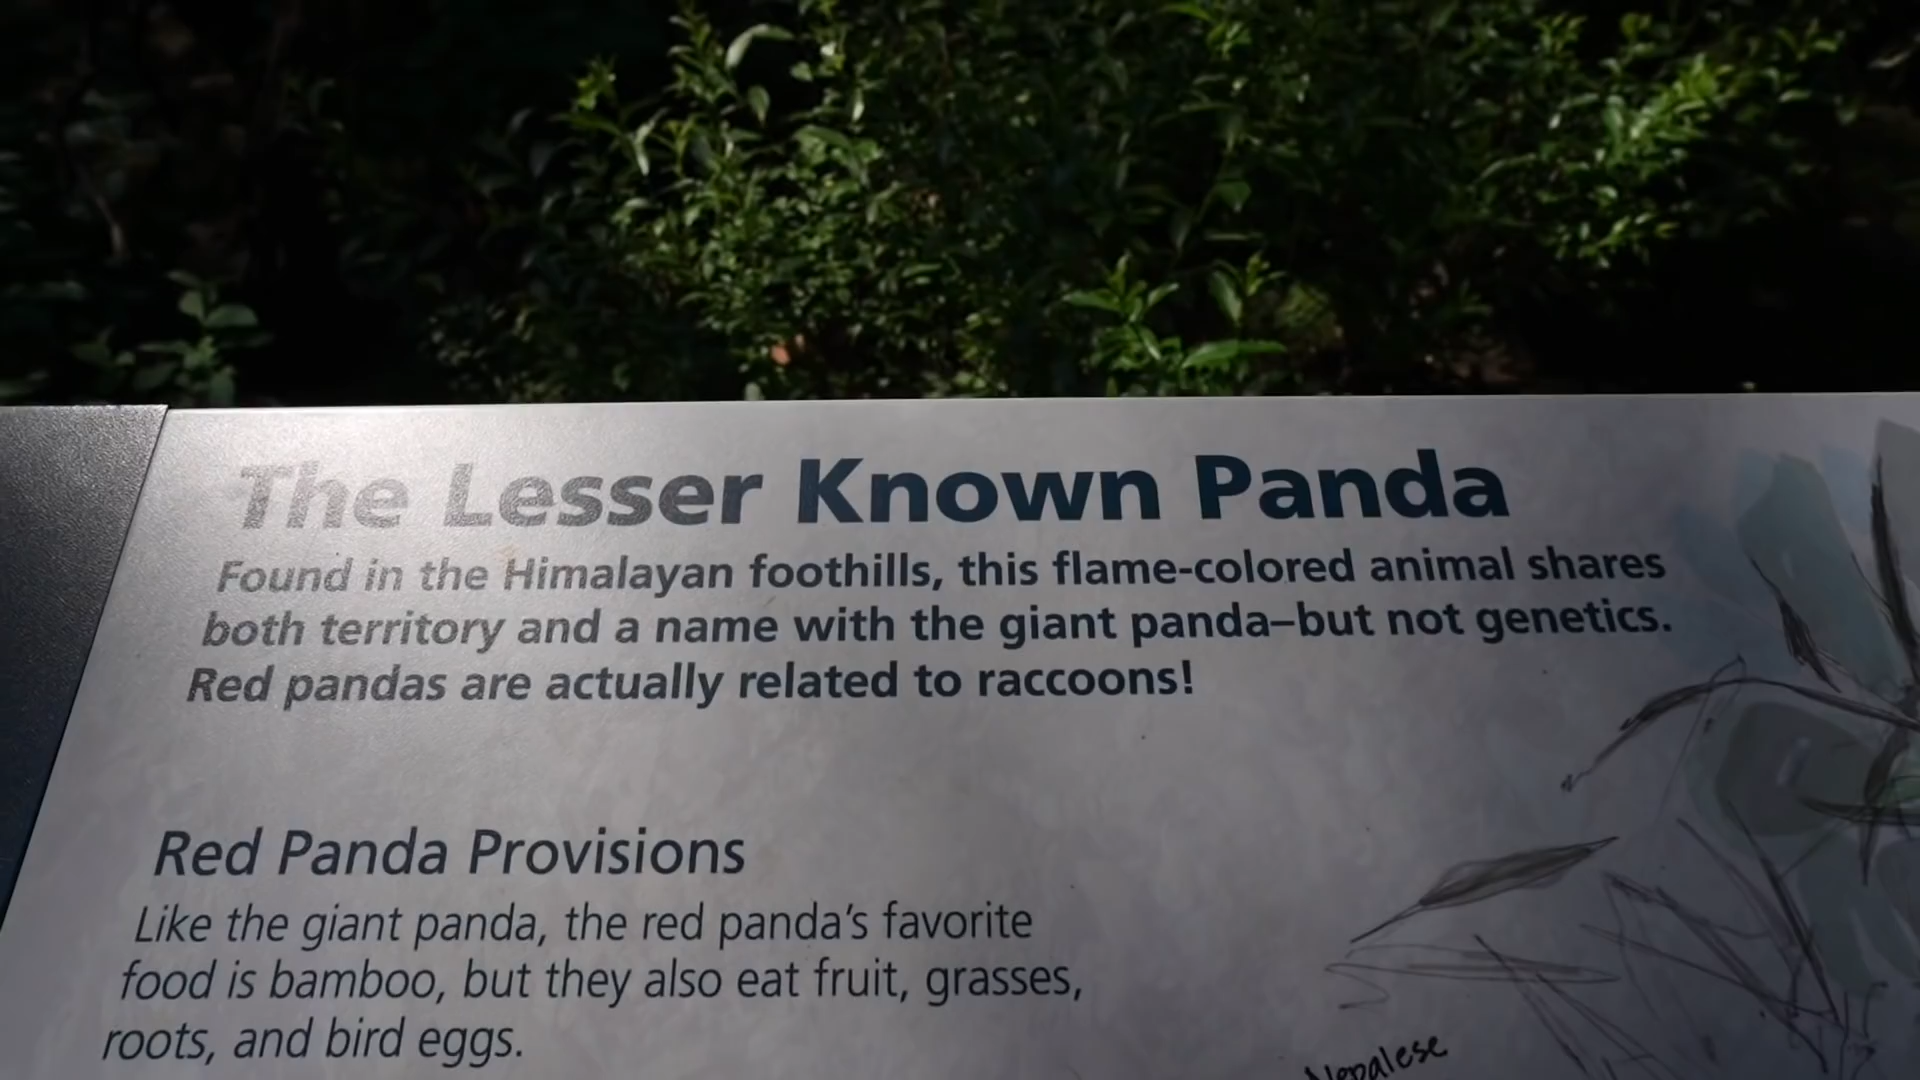 The Lesser Known Panda
Found in the Himalayan foothills, this flame-colored animal shares
both territory and a name with the giant panda–but not genetics.
Red pandas are actually related to raccoons!
Red Panda Provisions
Like the giant panda, the red panda’s favorite
food is bamboo, but they also eat fruit, grasses,
roots, and bird eggs.
Nepalese